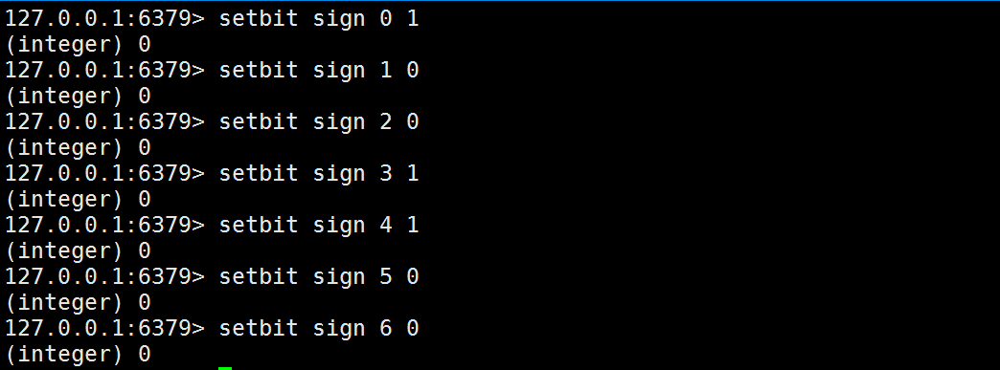 127.0.0.1:6379> setbit sign 0 1
(integer) 0
127.0.0.1:6379> setbit sign 1 0
(integer) 0
127.0.0.1:6379> setbit sign 2 0
(integer) 0
127.0.0.1:6379> setbit sign 3 1
(integer) 0
127.0.0.1:6379> setbit sign 4 1
(integer) 0
127.0.0.1:6379> setbit sign 5 0
(integer) 0
127.0.0.1:6379> setbit sign 6 0
(integer) 0